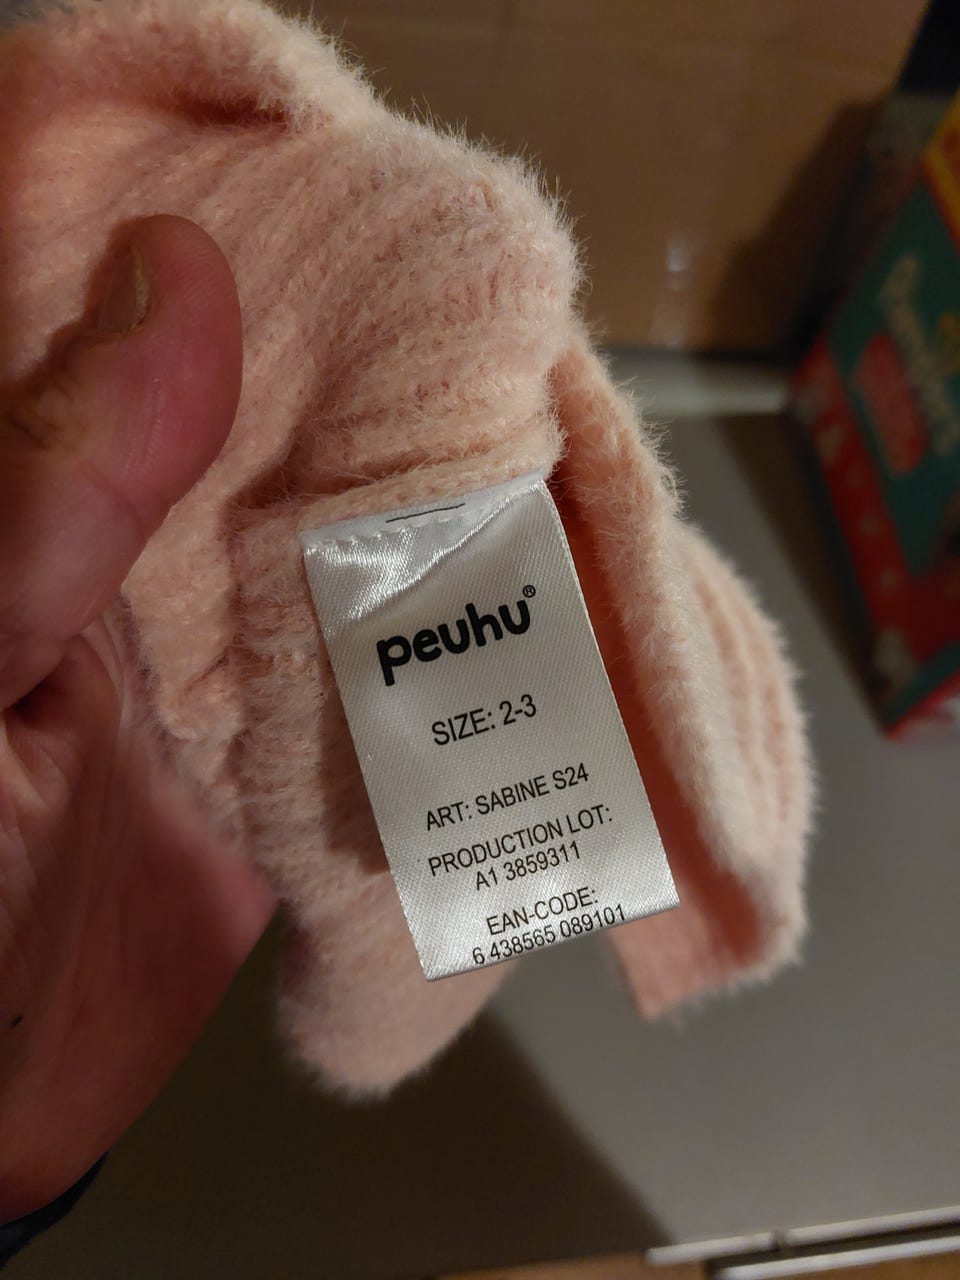 peuhu®
SIZE: 2-3
ART: SABINE S24
PRODUCTION LOT:
A1 3859311
EAN-CODE:
6 438565 089101